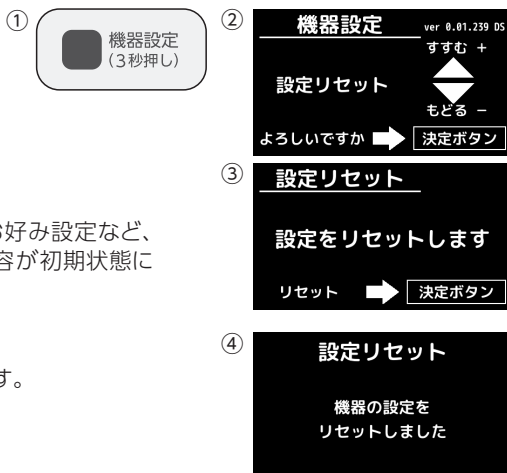 ①
機器設定
(3秒押し)
②
機器設定 ver 0.01.239 DS
すすむ +
設定リセット
もどる −
よろしいですか 決定ボタン
③
設定リセット
設定をリセットします
リセット 決定ボタン
好み設定など、
容が初期状態に
す。
④
設定リセット
機器の設定を
リセットしました